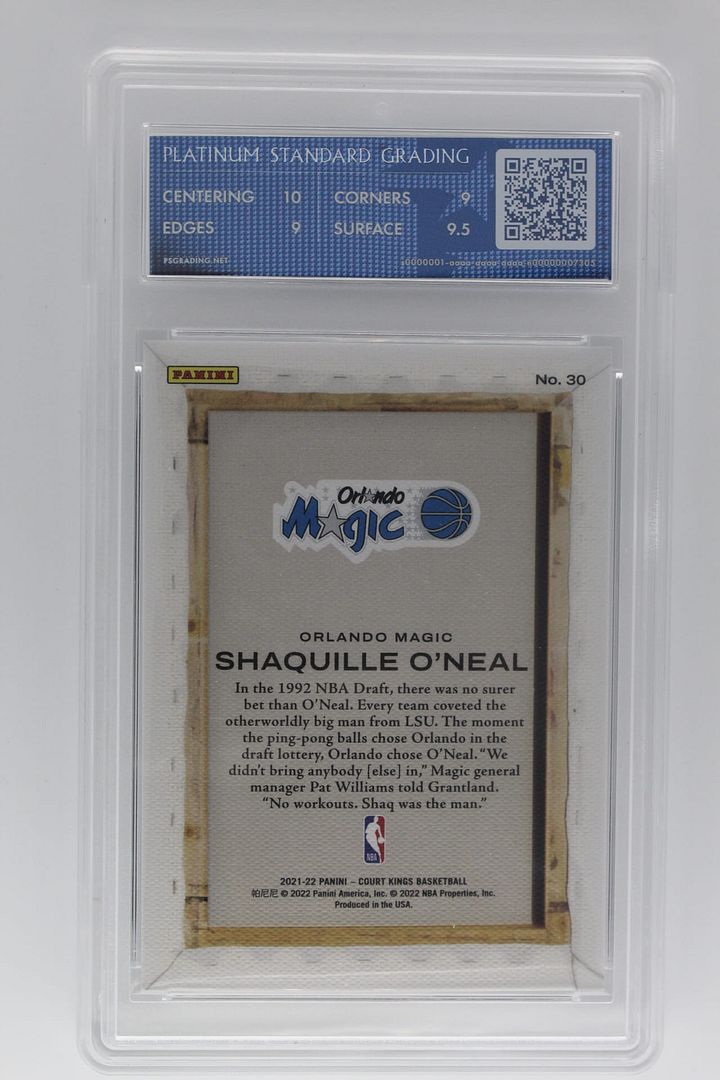 PLATINUM STANDARD GRADING
CENTERING 10 CORNERS 9
EDGES 9 SURFACE 9.5
PSGRADING.NET
s0000001-aaaa-aaaa-aaaa-n00000007305
PANINI
No. 30
Orlando
Magic
ORLANDO MAGIC
SHAQUILLE O'NEAL
In the 1992 NBA Draft, there was no surer
bet than O'Neal. Every team coveted the
otherworldly big man from LSU. The moment
the ping-pong balls chose Orlando in the
draft lottery, Orlando chose O'Neal. “We
didn't bring anybody [else] in,” Magic general
manager Pat Williams told Grantland.
“No workouts. Shaq was the man.”
NBA
2021-22 PANINI – COURT KINGS BASKETBALL
帕尼尼 © 2022 Panini America, Inc. © 2022 NBA Properties, Inc.
Produced in the USA.